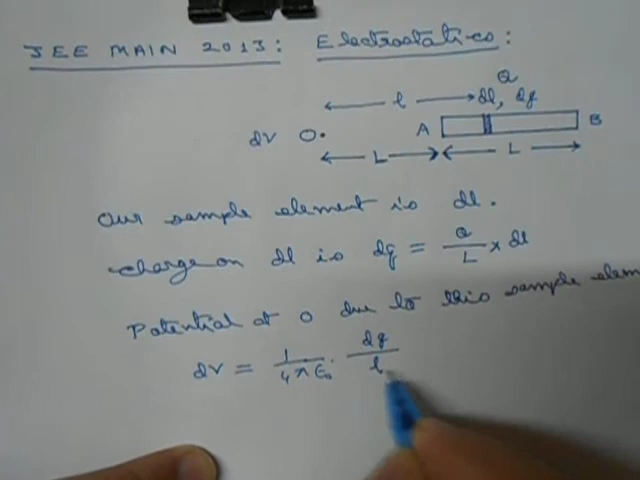 JEE MAIN 2013: Electrostatics:
Q
l dl, dq
dV O. A B
L L
Our sample element is dl.
Charge on dl is dq = Q/L × dl
Potential at O due to this sample elem
dV = 1/4πε₀ · dq/l